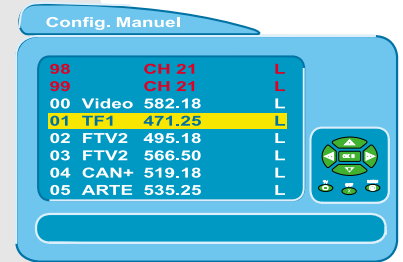 Config. Manuel
98 CH 21 L
99 CH 21 L
00 Video 582.18 L
01 TF1 471.25 L
02 FTV2 495.18 L
03 FTV2 566.50 L
04 CAN+ 519.18 L
05 ARTE 535.25 L